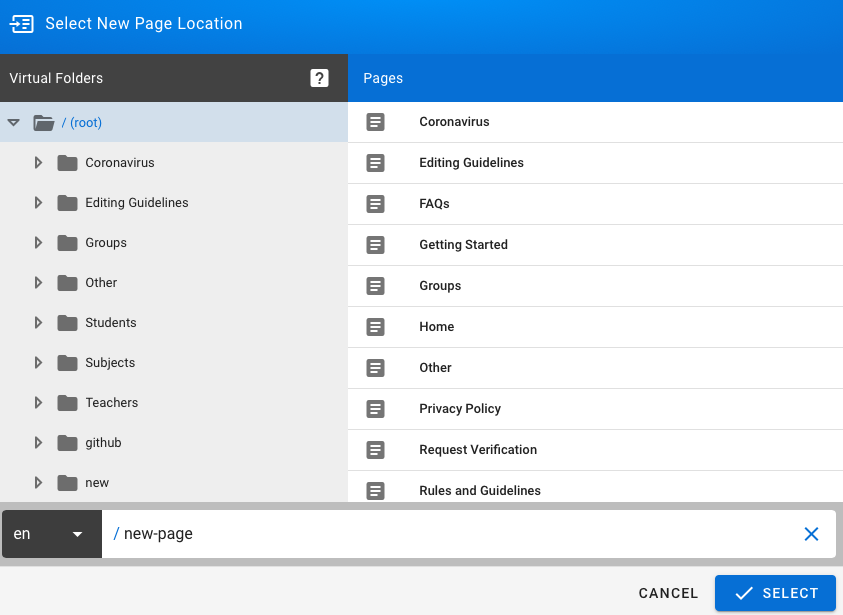 Select New Page Location
Virtual Folders ?
/ (root)
Coronavirus
Editing Guidelines
Groups
Other
Students
Subjects
Teachers
github
new
Pages
Coronavirus
Editing Guidelines
FAQs
Getting Started
Groups
Home
Other
Privacy Policy
Request Verification
Rules and Guidelines
en / new-page
CANCEL SELECT